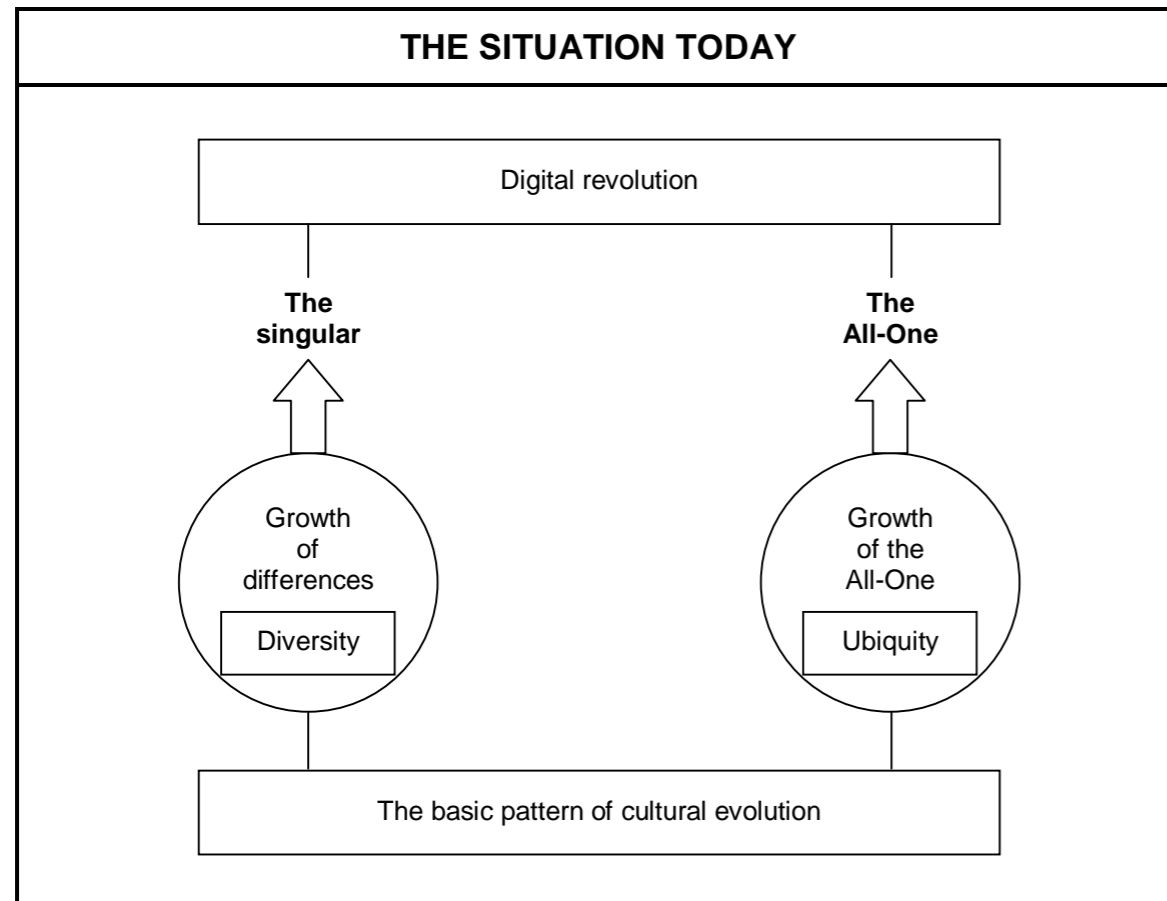 THE SITUATION TODAY
Digital revolution
The
singular
The
All-One
Growth
of
differences
Diversity
Growth
of the
All-One
Ubiquity
The basic pattern of cultural evolution